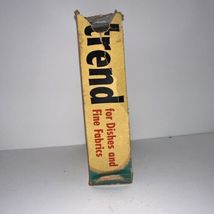 trend
for Dishes and
Fine Fabrics